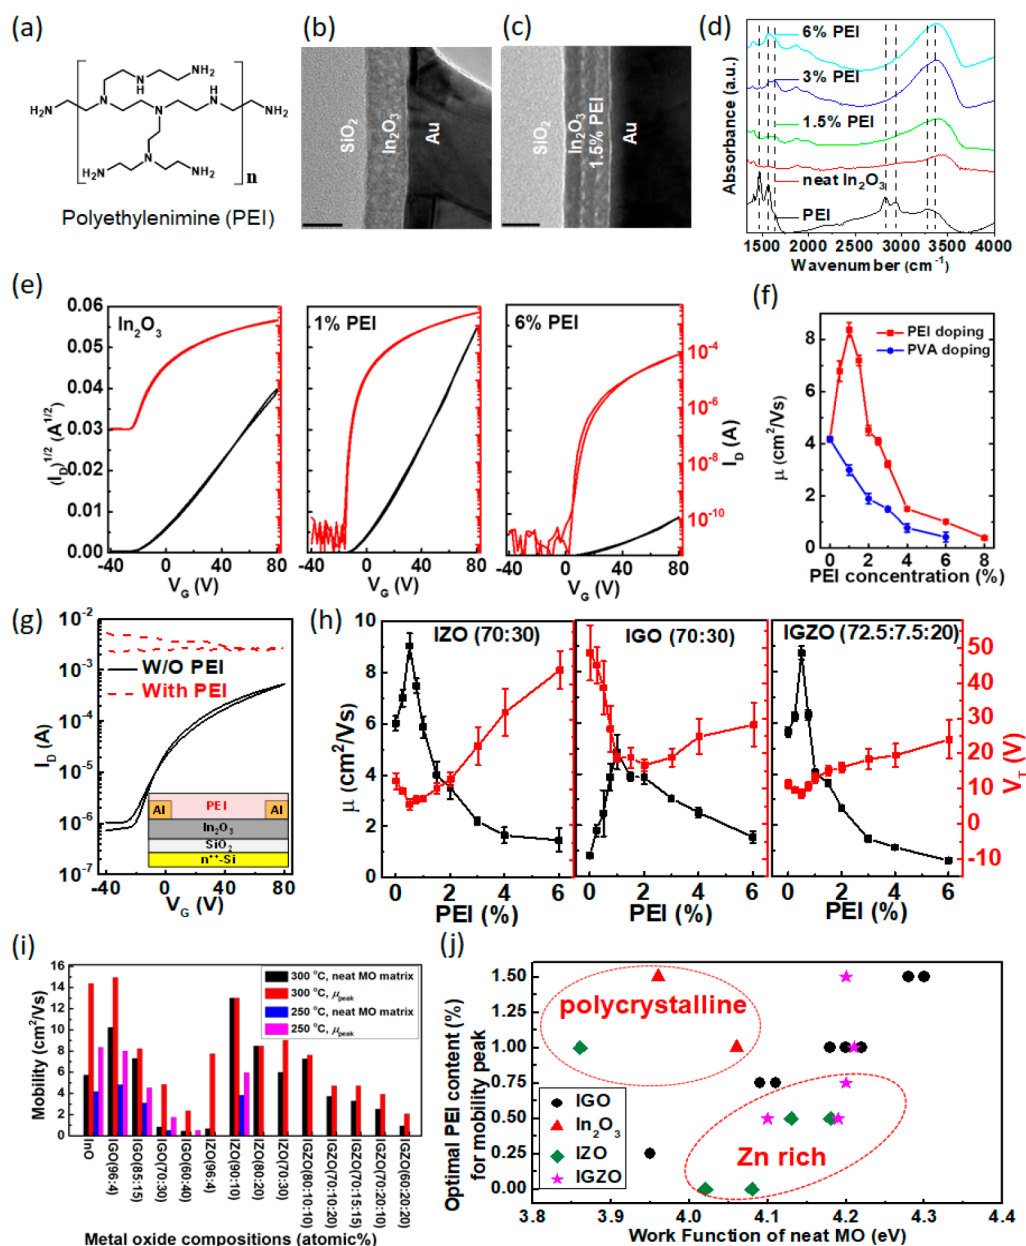 (a)
NH₂
H
N
NH₂
H₂N
N
N
N
H
NH₂
N
H₂N
NH₂
n
Polyethylenimine (PEI)
(b)
SiO₂
In₂O₃
Au
(c)
SiO₂
In₂O₃
1.5% PEI
Au
(d)
Absorbance (a.u.)
6% PEI
3% PEI
1.5% PEI
neat In₂O₃
PEI
1500 2000 2500 3000 3500 4000
Wavenumber (cm⁻¹)
(e)
(I_D)^1/2 (A^1/2)
0.06
0.05
0.04
0.03
0.02
0.01
0.00
In₂O₃
1% PEI
6% PEI
10⁻⁴
10⁻⁶
10⁻⁸
10⁻¹⁰
I_D (A)
-40 0 40 80
-40 0 40 80
-40 0 40 80
V_G (V)
V_G (V)
V_G (V)
(f)
μ (cm²/Vs)
8
6
4
2
0
PEI doping
PVA doping
0 2 4 6 8
PEI concentration (%)
(g)
I_D (A)
10⁻²
10⁻³
10⁻⁴
10⁻⁵
10⁻⁶
10⁻⁷
W/O PEI
With PEI
Al
PEI
Al
In₂O₃
SiO₂
n⁺⁺-Si
-40 0 40 80
V_G (V)
(h)
μ (cm²/Vs)
10
8
6
4
2
0
IZO (70:30)
IGO (70:30)
IGZO (72.5:7.5:20)
50
40
30
20
10
0
-10
V_T (V)
0 2 4 6
0 2 4 6
0 2 4 6
PEI (%)
PEI (%)
PEI (%)
(i)
Mobility (cm²/Vs)
16
14
12
10
8
6
4
2
0
300 °C, neat MO matrix
300 °C, μpeak
250 °C, neat MO matrix
250 °C, μpeak
InO
IGO(96:4)
IGO(85:15)
IGO(70:30)
IGO(60:40)
IZO(96:4)
IZO(90:10)
IZO(80:20)
IZO(70:30)
IGZO(80:10:10)
IGZO(70:10:20)
IGZO(70:15:15)
IGZO(70:20:10)
IGZO(60:20:20)
Metal oxide compositions (atomic%)
(j)
Optimal PEI content (%)
for mobility peak
1.50
1.25
1.00
0.75
0.50
0.25
0.00
polycrystalline
Zn rich
IGO
In₂O₃
IZO
IGZO
3.8 3.9 4.0 4.1 4.2 4.3 4.4
Work Function of neat MO (eV)